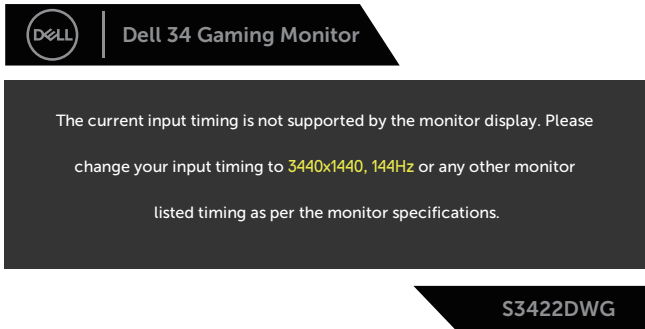 DELL
Dell 34 Gaming Monitor
The current input timing is not supported by the monitor display. Please
change your input timing to 3440x1440, 144Hz or any other monitor
listed timing as per the monitor specifications.
S3422DWG